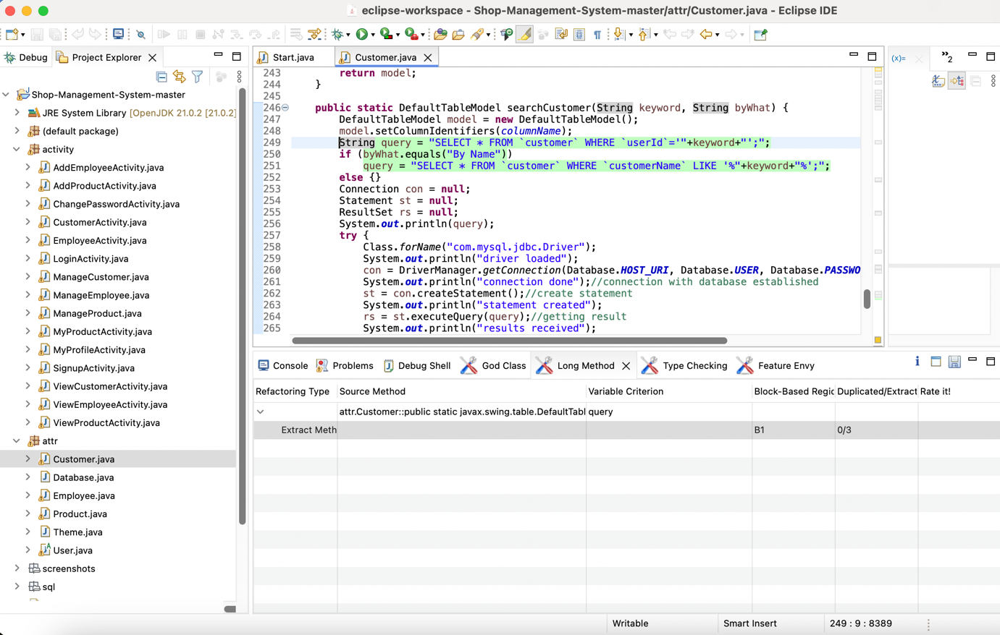 eclipse-workspace - Shop-Management-System-master/attr/Customer.java - Eclipse IDE
Debug
Project Explorer
Shop-Management-System-master
JRE System Library [OpenJDK 21.0.2 [21.0.2]
(default package)
activity
AddEmployeeActivity.java
AddProductActivity.java
ChangePasswordActivity.java
CustomerActivity.java
EmployeeActivity.java
LoginActivity.java
ManageCustomer.java
ManageEmployee.java
ManageProduct.java
MyProductActivity.java
MyProfileActivity.java
SignupActivity.java
ViewCustomerActivity.java
ViewEmployeeActivity.java
ViewProductActivity.java
attr
Customer.java
Database.java
Employee.java
Product.java
Theme.java
User.java
screenshots
sql
Start.java
Customer.java
243 return model;
244 }
245
246 public static DefaultTableModel searchCustomer(String keyword, String byWhat) {
247 DefaultTableModel model = new DefaultTableModel();
248 model.setColumnIdentifiers(columnName);
249 String query = "SELECT * FROM `customer` WHERE `userId`='"+keyword+"';";
250 if (byWhat.equals("By Name"))
251 query = "SELECT * FROM `customer` WHERE `customerName` LIKE '%"+keyword+"%';";
252 else {}
253 Connection con = null;
254 Statement st = null;
255 ResultSet rs = null;
256 System.out.println(query);
257 try {
258 Class.forName("com.mysql.jdbc.Driver");
259 System.out.println("driver loaded");
260 con = DriverManager.getConnection(Database.HOST_URI, Database.USER, Database.PASSWO
261 System.out.println("connection done");//connection with database established
262 st = con.createStatement();//create statement
263 System.out.println("statement created");
264 rs = st.executeQuery(query);//getting result
265 System.out.println("results received");
(x)=
»2
Console
Problems
Debug Shell
God Class
Long Method
Type Checking
Feature Envy
Refactoring Type Source Method Variable Criterion Block-Based Regic Duplicated/Extract Rate it!
attr.Customer::public static javax.swing.table.DefaultTabl query
Extract Meth B1 0/3
Writable
Smart Insert
249 : 9 : 8389